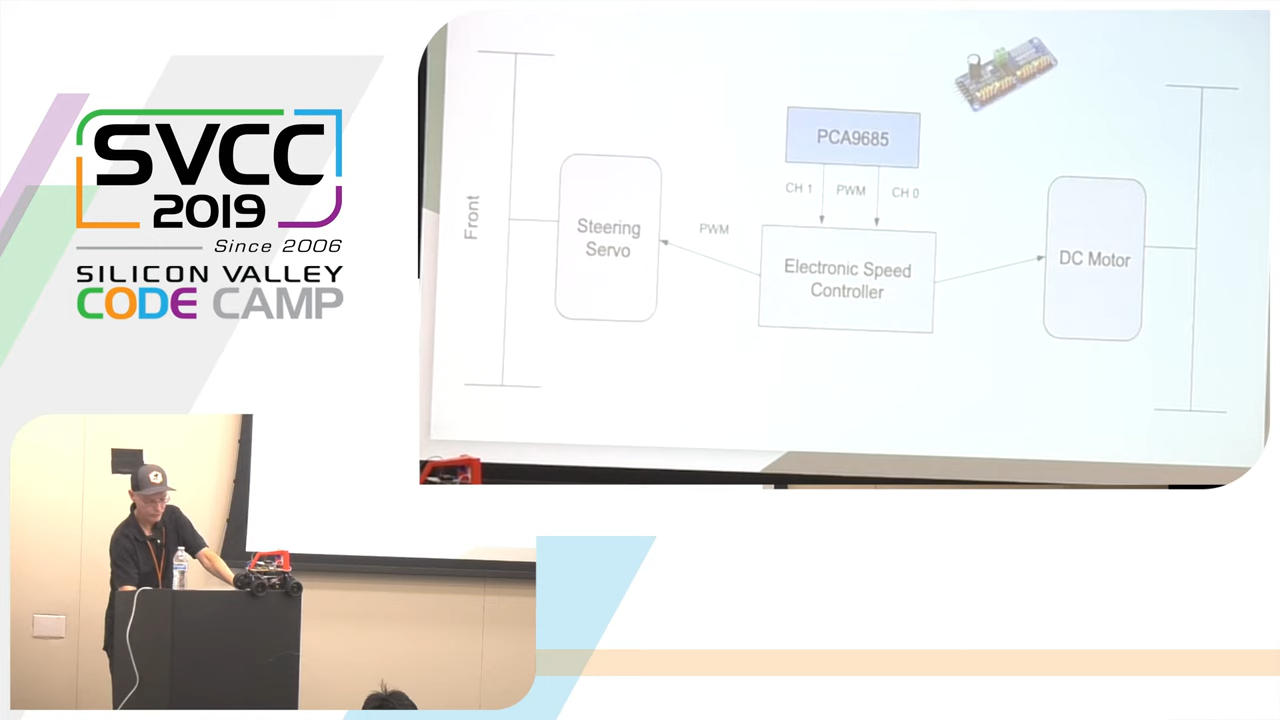 SVCC
2019
Since 2006
SILICON VALLEY
CODE CAMP
PCA9685
CH 1
PWM
CH 0
Front
Steering
Servo
PWM
Electronic Speed
Controller
DC Motor